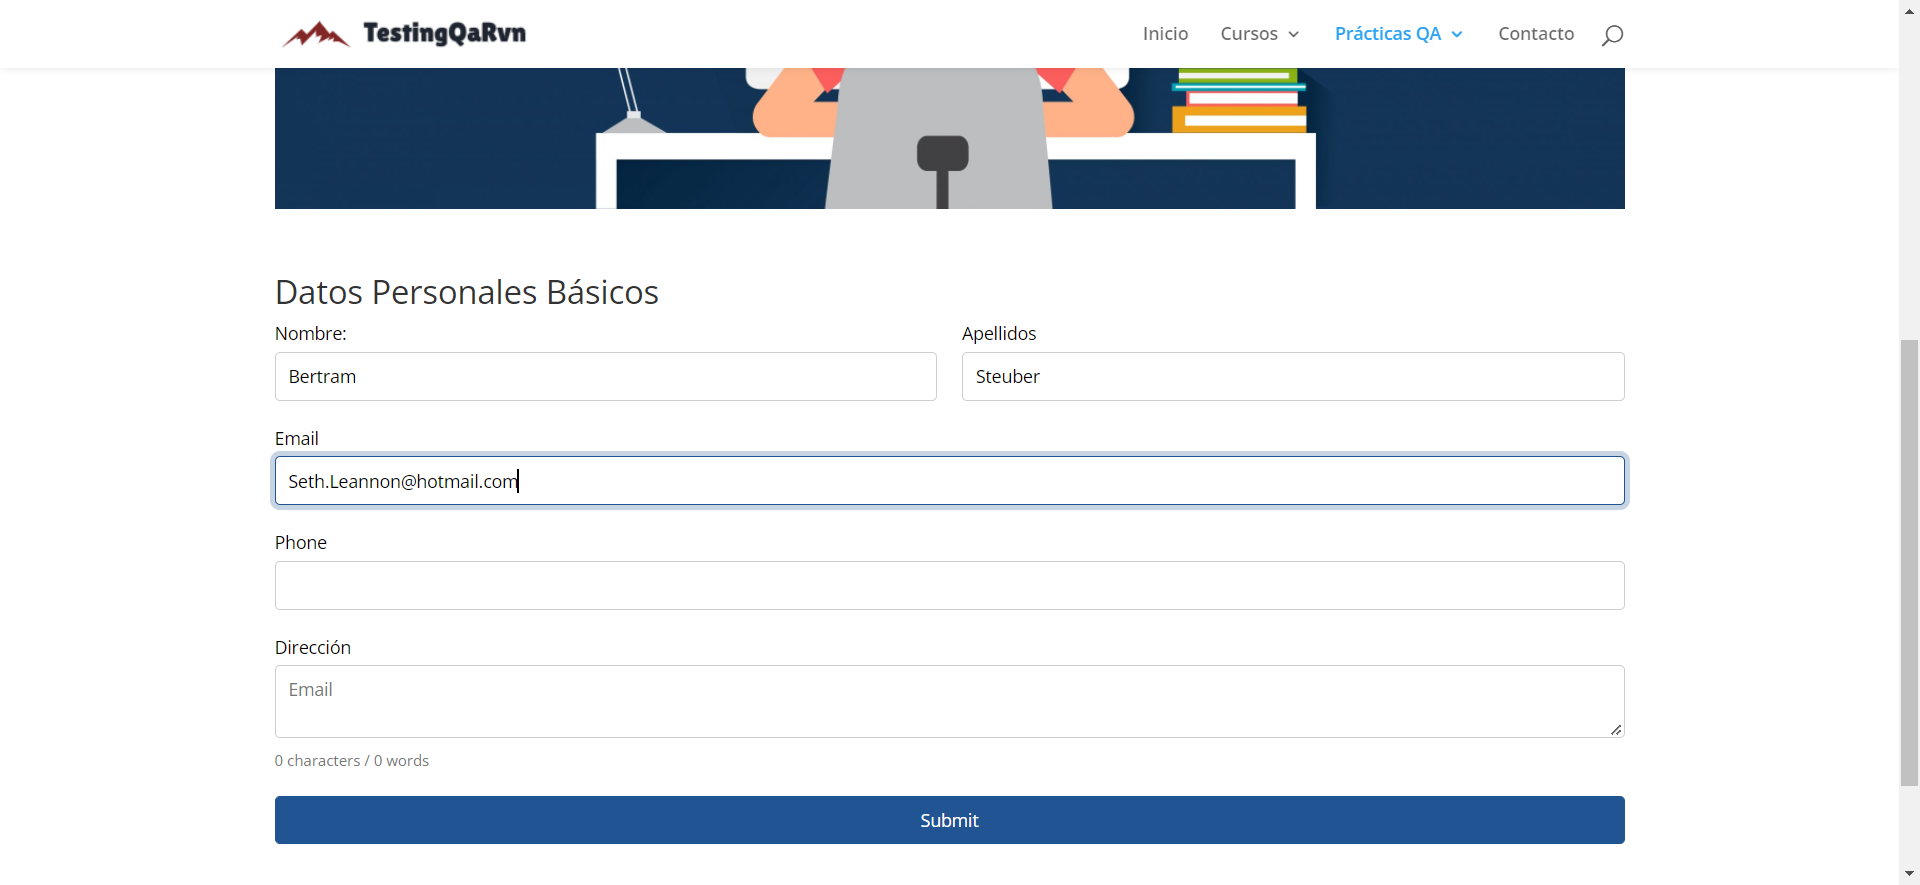 TestingQaRvn
Inicio Cursos Prácticas QA Contacto
Datos Personales Básicos
Nombre: Apellidos
Bertram Steuber
Email
Seth.Leannon@hotmail.com
Phone
Dirección
Email
0 characters / 0 words
Submit